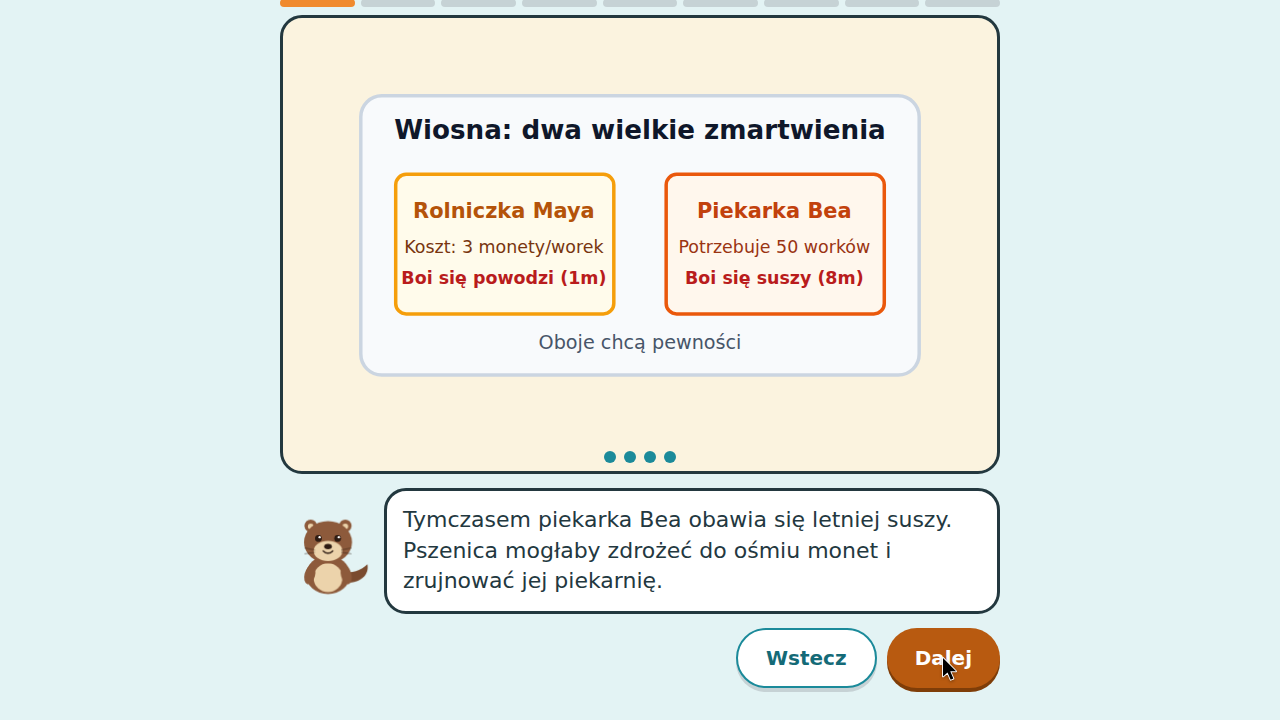 Wiosna: dwa wielkie zmartwienia
Rolniczka Maya
Koszt: 3 monety/worek
Boi się powodzi (1m)
Piekarka Bea
Potrzebuje 50 worków
Boi się suszy (8m)
Oboje chcą pewności
Tymczasem piekarka Bea obawia się letniej suszy.
Pszenica mogłaby zdrożeć do ośmiu monet i
zrujnować jej piekarnię.
Wstecz
Dalej